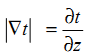 |∇t| = ∂t/∂z